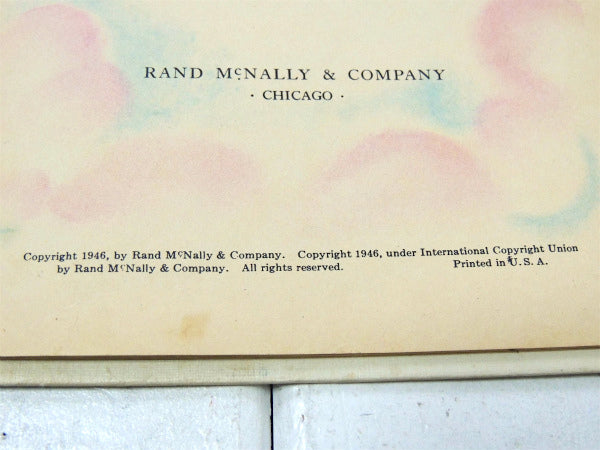 RAND MᶜNALLY & COMPANY
· CHICAGO ·
Copyright 1946, by Rand MᶜNally & Company. Copyright 1946, under International Copyright Union
by Rand MᶜNally & Company. All rights reserved. Printed in U. S. A.